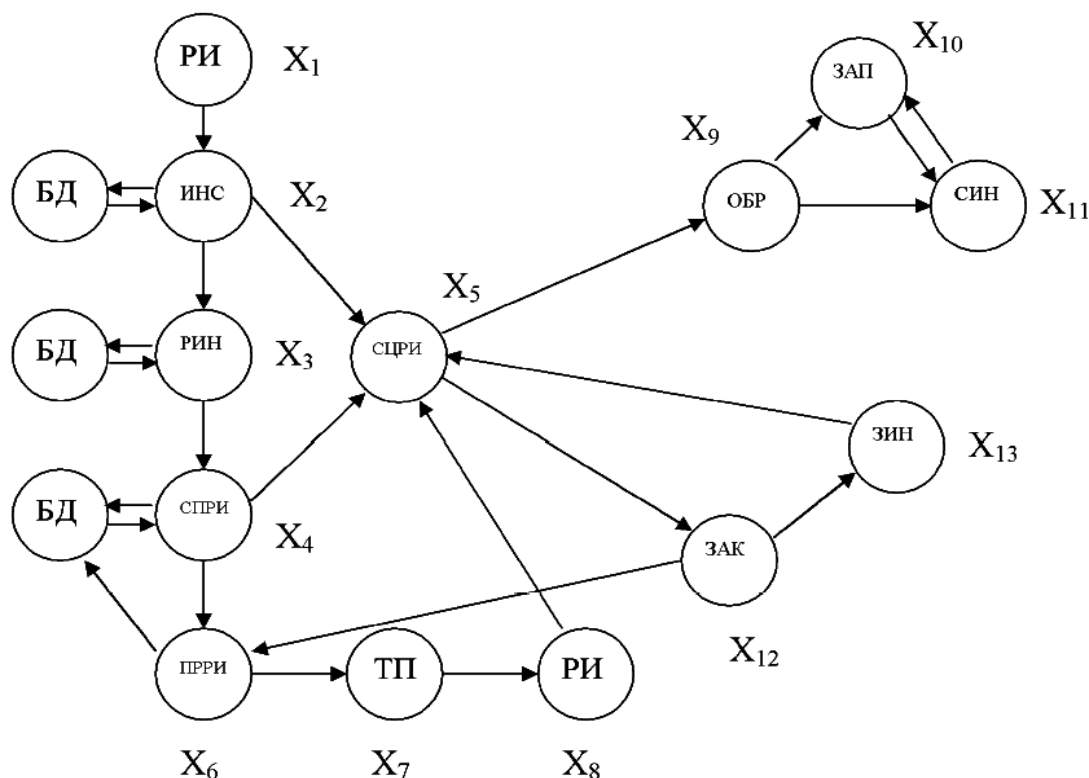 РИ X1
X10
ЗАП
X9
БД ИНС X2
ОБР СИН X11
X5
БД РИН X3
СЦРИ
ЗИН X13
БД СПРИ X4
ЗАК
X12
ПРРИ ТП РИ
X6 X7 X8